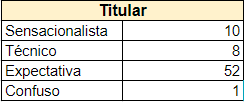 Titular
Sensacionalista 10
Técnico 8
Expectativa 52
Confuso 1